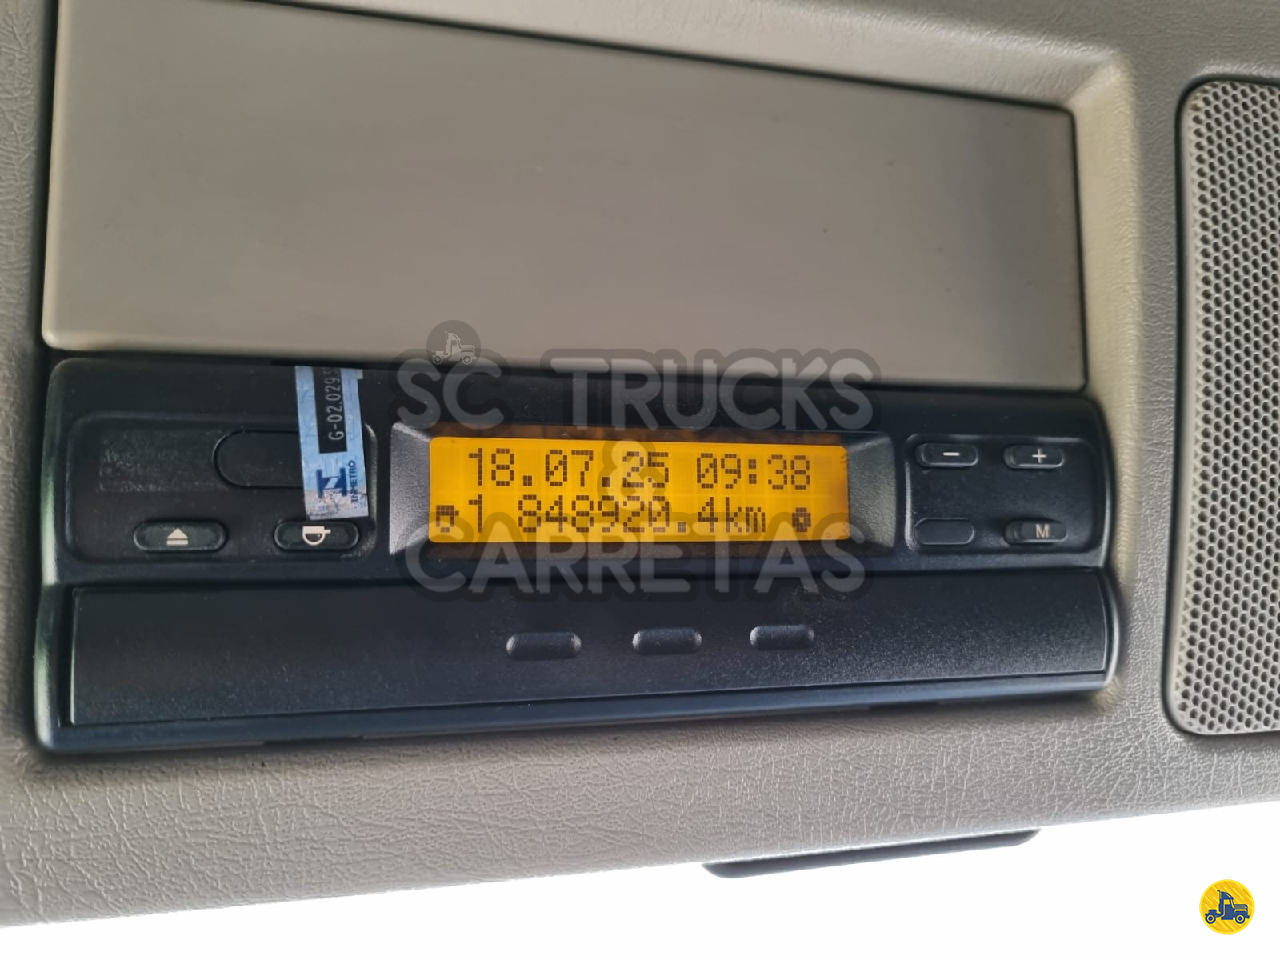 SC TRUCKS
&
CARRETAS
G-02.029
INMETRO
18.07.25 09:38
1 848920.4km
- +
M